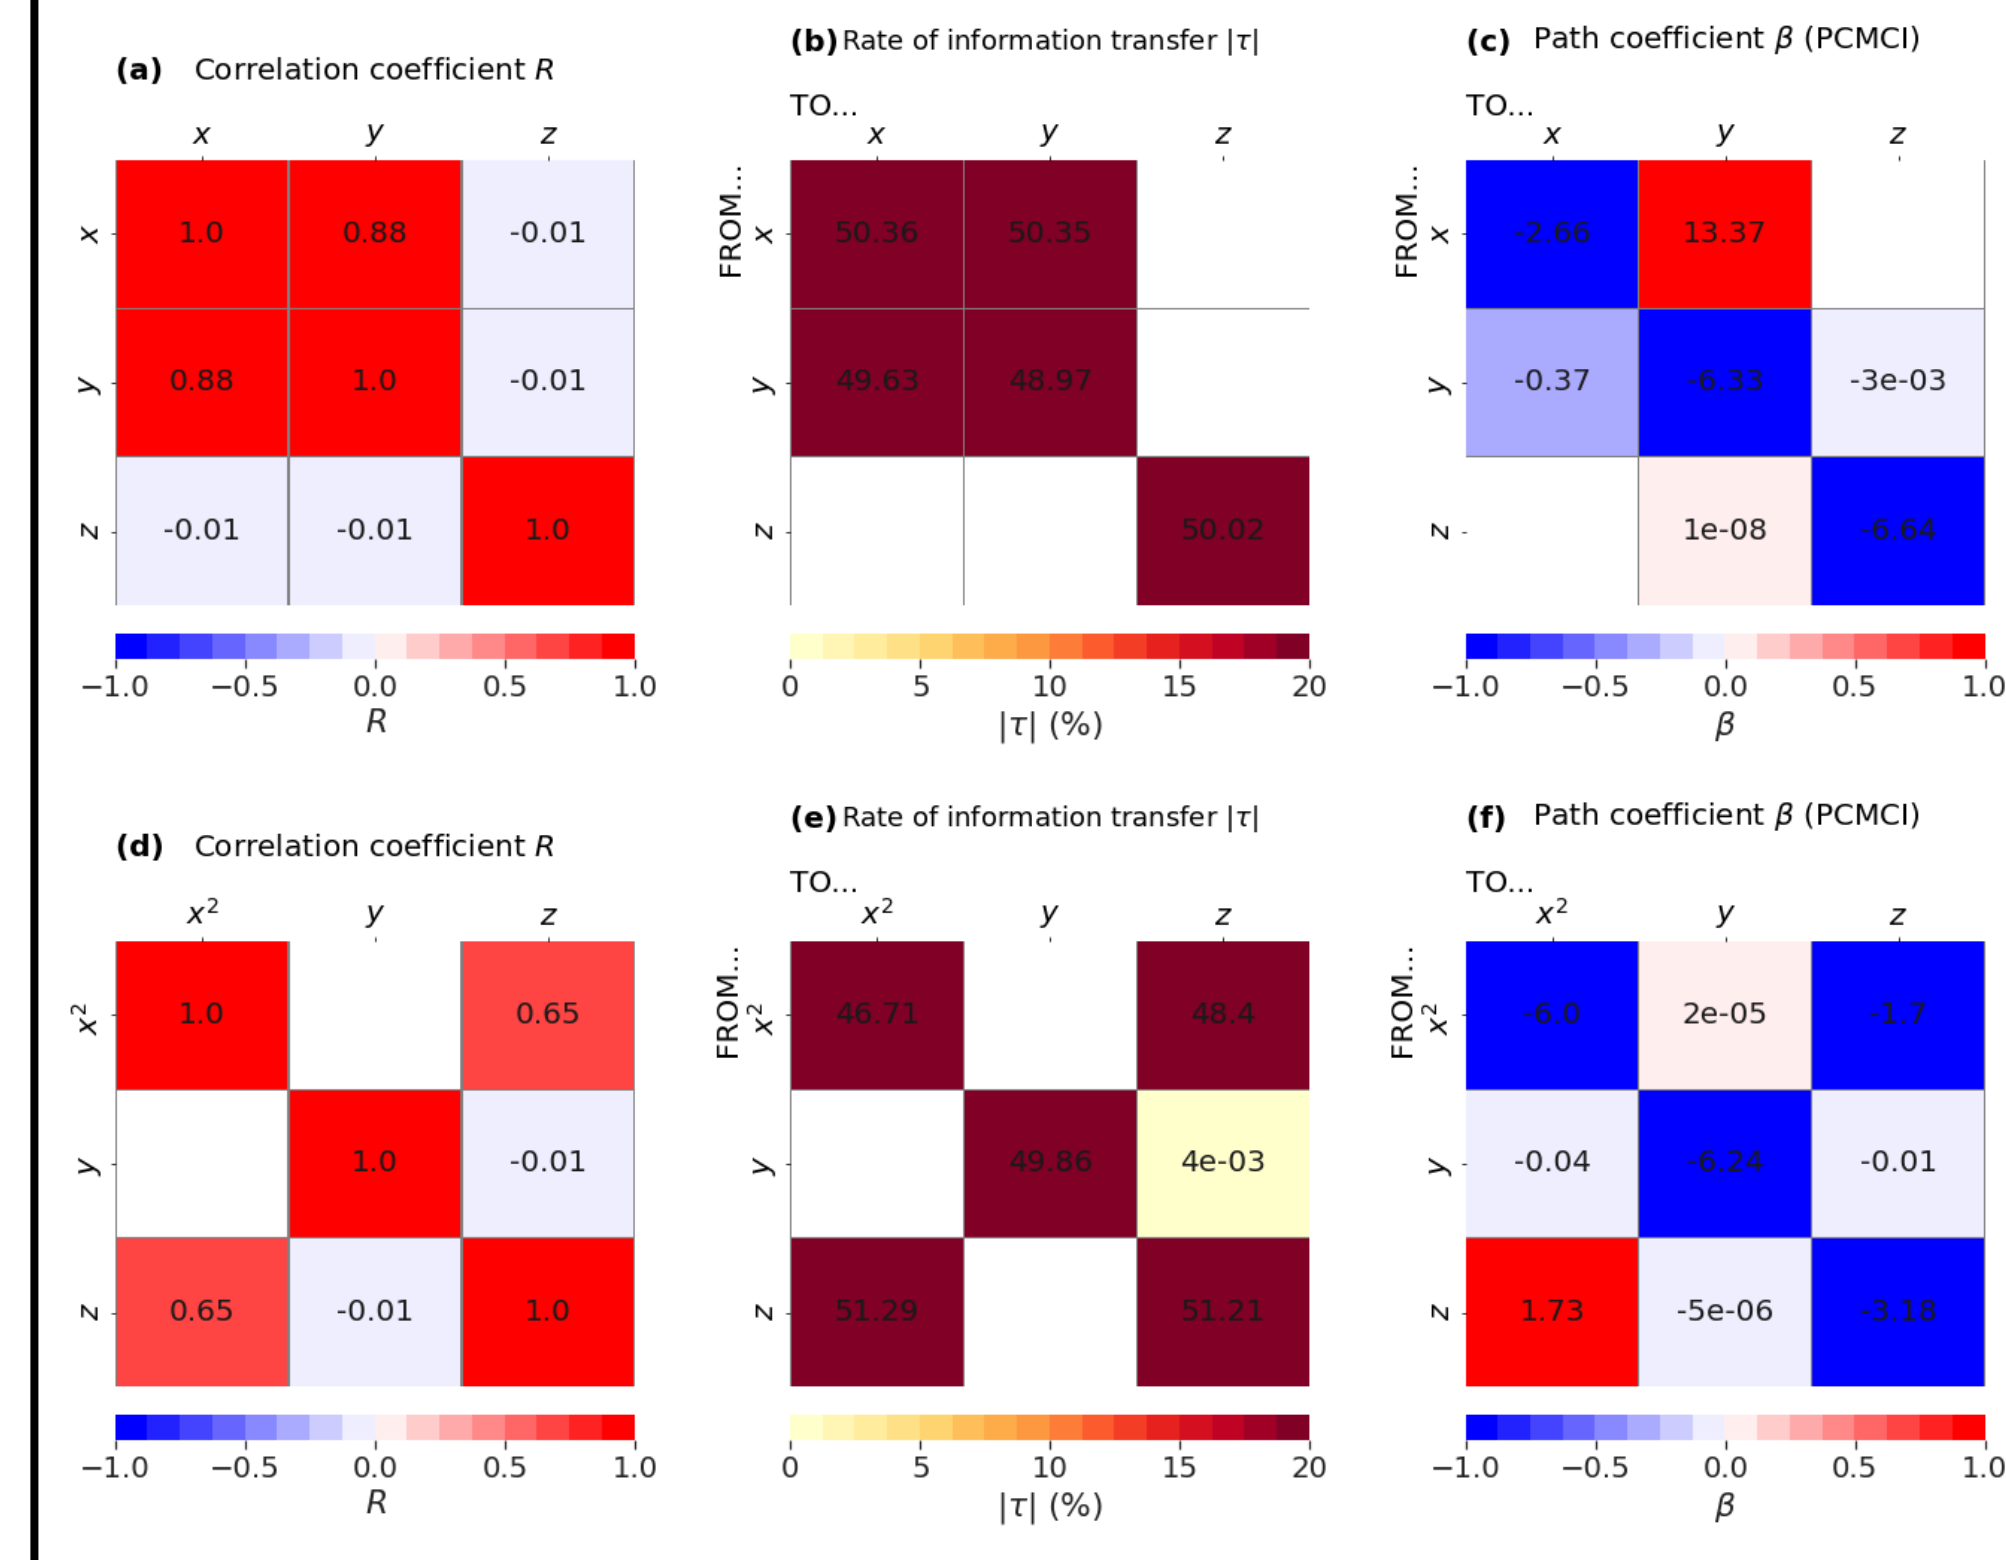 (a) Correlation coefficient R
x y z
x 1.0 0.88 -0.01
y 0.88 1.0 -0.01
z -0.01 -0.01 1.0
−1.0 −0.5 0.0 0.5 1.0
R
(b) Rate of information transfer |τ|
TO...
x y z
FROM...
x 50.36 50.35
y 49.63 48.97
z 50.02
0 5 10 15 20
|τ| (%)
(c) Path coefficient β (PCMCI)
TO...
x y z
FROM...
x -2.66 13.37
y -0.37 -6.33 -3e-03
z 1e-08 -6.64
−1.0 −0.5 0.0 0.5 1.0
β
(d) Correlation coefficient R
x² y z
x² 1.0 0.65
y 1.0 -0.01
z 0.65 -0.01 1.0
−1.0 −0.5 0.0 0.5 1.0
R
(e) Rate of information transfer |τ|
TO...
x² y z
FROM...
x² 46.71 48.4
y 49.86 4e-03
z 51.29 51.21
0 5 10 15 20
|τ| (%)
(f) Path coefficient β (PCMCI)
TO...
x² y z
FROM...
x² -6.0 2e-05 -1.7
y -0.04 -6.24 -0.01
z 1.73 -5e-06 -3.18
−1.0 −0.5 0.0 0.5 1.0
β